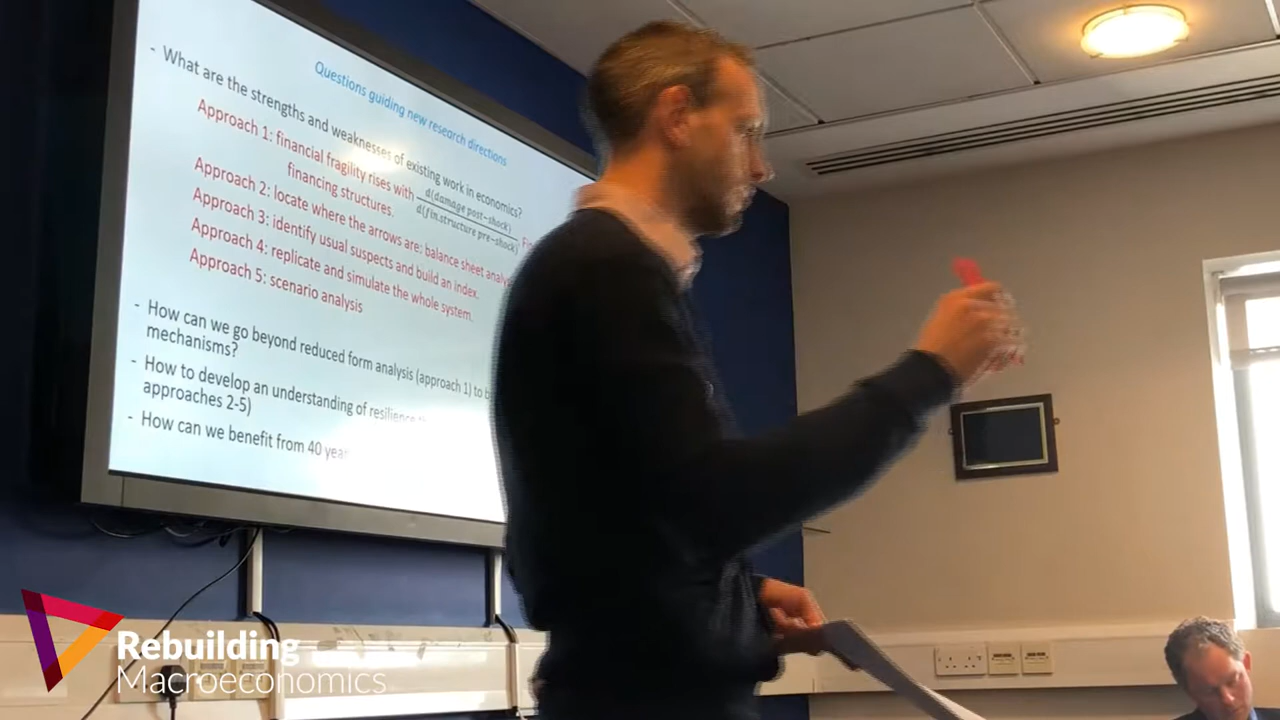 Questions guiding new research directions
- What are the strengths and weaknesses of existing work in economics?
Approach 1: financial fragility rises with d(damage post−shock)/d(fin.structure pre−shock)
financing structures.
Approach 2: locate where the arrows are: balance sheet
Approach 3: identify usual suspects and build an index.
Approach 4: replicate and simulate the whole system.
Approach 5: scenario analysis
- How can we go beyond reduced form analysis (approach 1) to
mechanisms?
- How to develop an understanding of resilience
approaches 2-5)
- How can we benefit from 40
Rebuilding
Macroeconomics